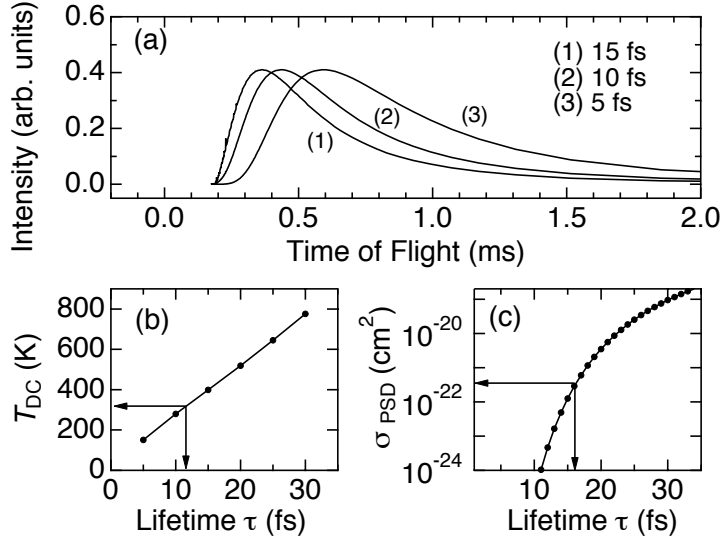 (a)
(1) 15 fs
(2) 10 fs
(3) 5 fs
(1)
(2)
(3)
Intensity (arb. units)
0.6
0.4
0.2
0.0
0.0 0.5 1.0 1.5 2.0
Time of Flight (ms)
(b)
T_DC (K)
800
600
400
200
0
0 10 20 30
Lifetime τ (fs)
(c)
σ_PSD (cm²)
10⁻²⁰
10⁻²²
10⁻²⁴
10 20 30
Lifetime τ (fs)